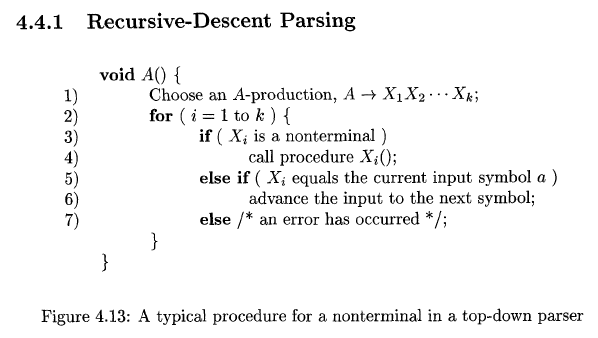 4.4.1 Recursive-Descent Parsing
void A() {
1) Choose an A-production, A → X₁X₂ ⋯ Xₖ;
2) for ( i = 1 to k ) {
3) if ( Xᵢ is a nonterminal )
4) call procedure Xᵢ();
5) else if ( Xᵢ equals the current input symbol a )
6) advance the input to the next symbol;
7) else /* an error has occurred */;
}
}
Figure 4.13: A typical procedure for a nonterminal in a top-down parser